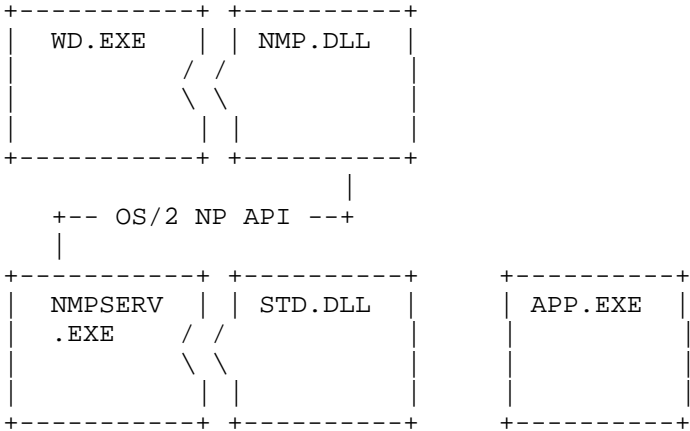 WD.EXE NMP.DLL
OS/2 NP API
NMPSERV STD.DLL APP.EXE
.EXE